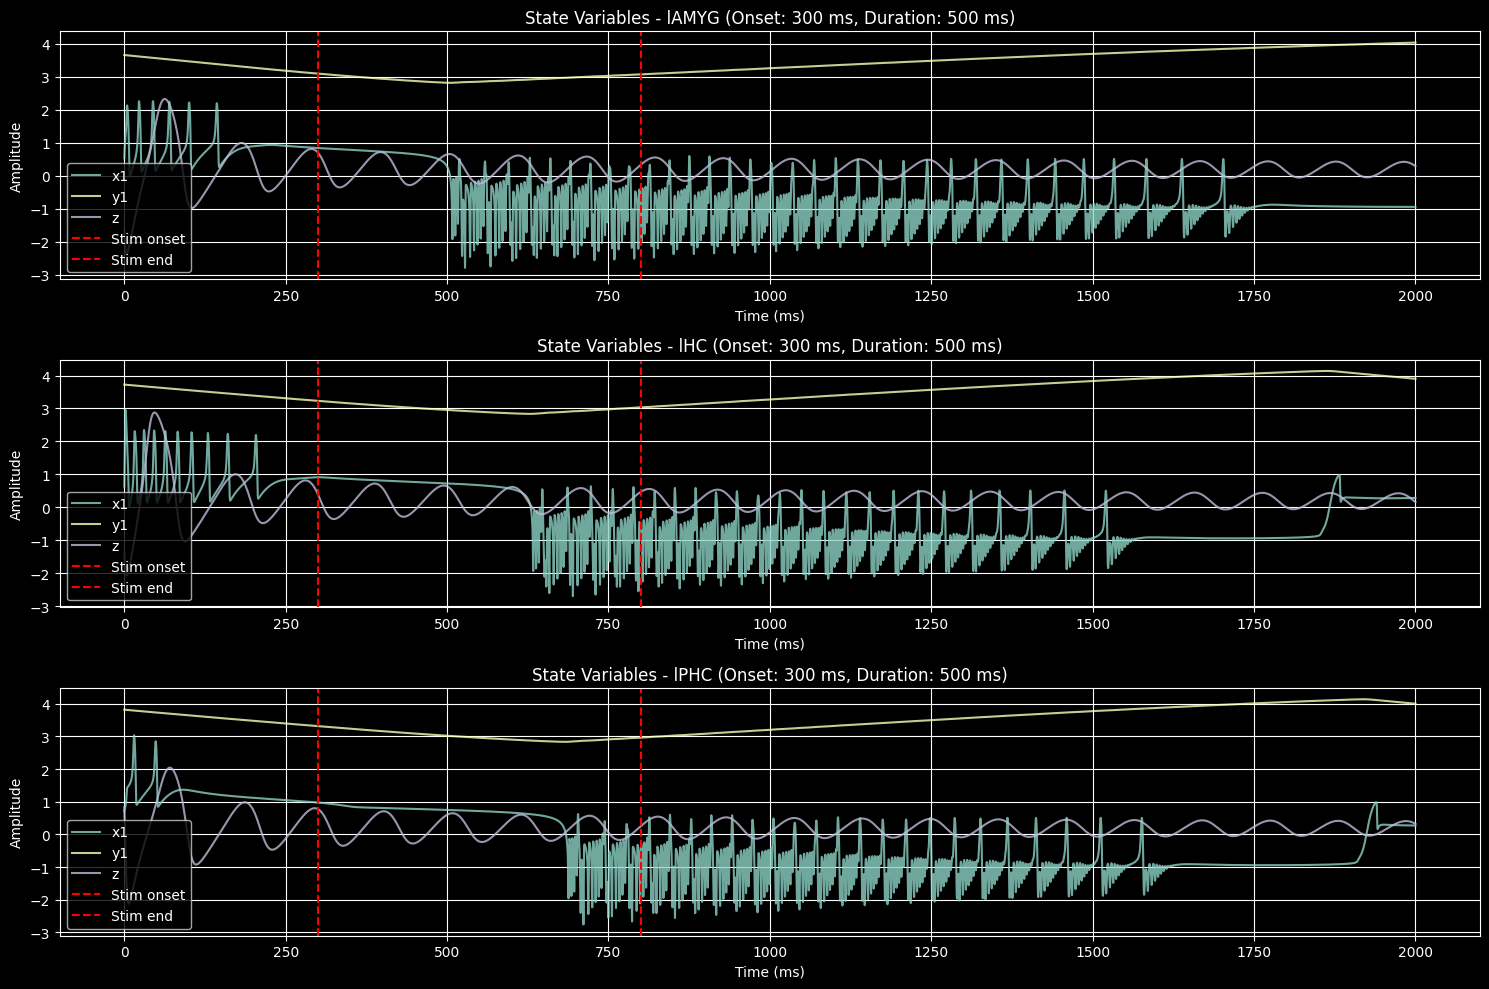 State Variables - lAMYG (Onset: 300 ms, Duration: 500 ms)
Amplitude
4
3
2
1
0
−1
−2
−3
x1
y1
z
Stim onset
Stim end
0 250 500 750 1000 1250 1500 1750 2000
Time (ms)
State Variables - lHC (Onset: 300 ms, Duration: 500 ms)
Amplitude
4
3
2
1
0
−1
−2
−3
x1
y1
z
Stim onset
Stim end
0 250 500 750 1000 1250 1500 1750 2000
Time (ms)
State Variables - lPHC (Onset: 300 ms, Duration: 500 ms)
Amplitude
4
3
2
1
0
−1
−2
−3
x1
y1
z
Stim onset
Stim end
0 250 500 750 1000 1250 1500 1750 2000
Time (ms)